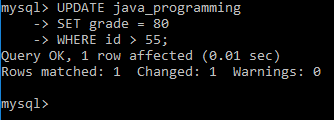 mysql> UPDATE java_programming
    -> SET grade = 80
    -> WHERE id > 55;
Query OK, 1 row affected (0.01 sec)
Rows matched: 1  Changed: 1  Warnings: 0

mysql>